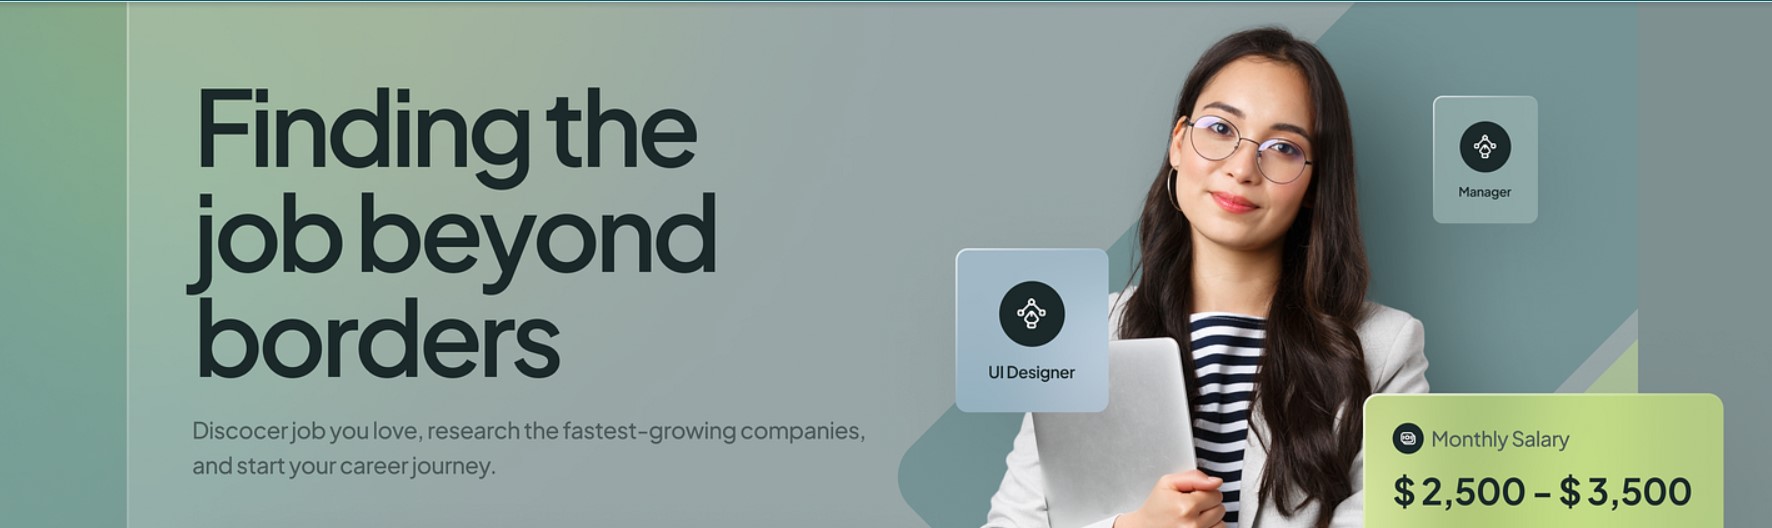 Finding the
job beyond
borders
Discocer job you love, research the fastest-growing companies,
and start your career journey.
UI Designer
Manager
Monthly Salary
$2,500 - $3,500